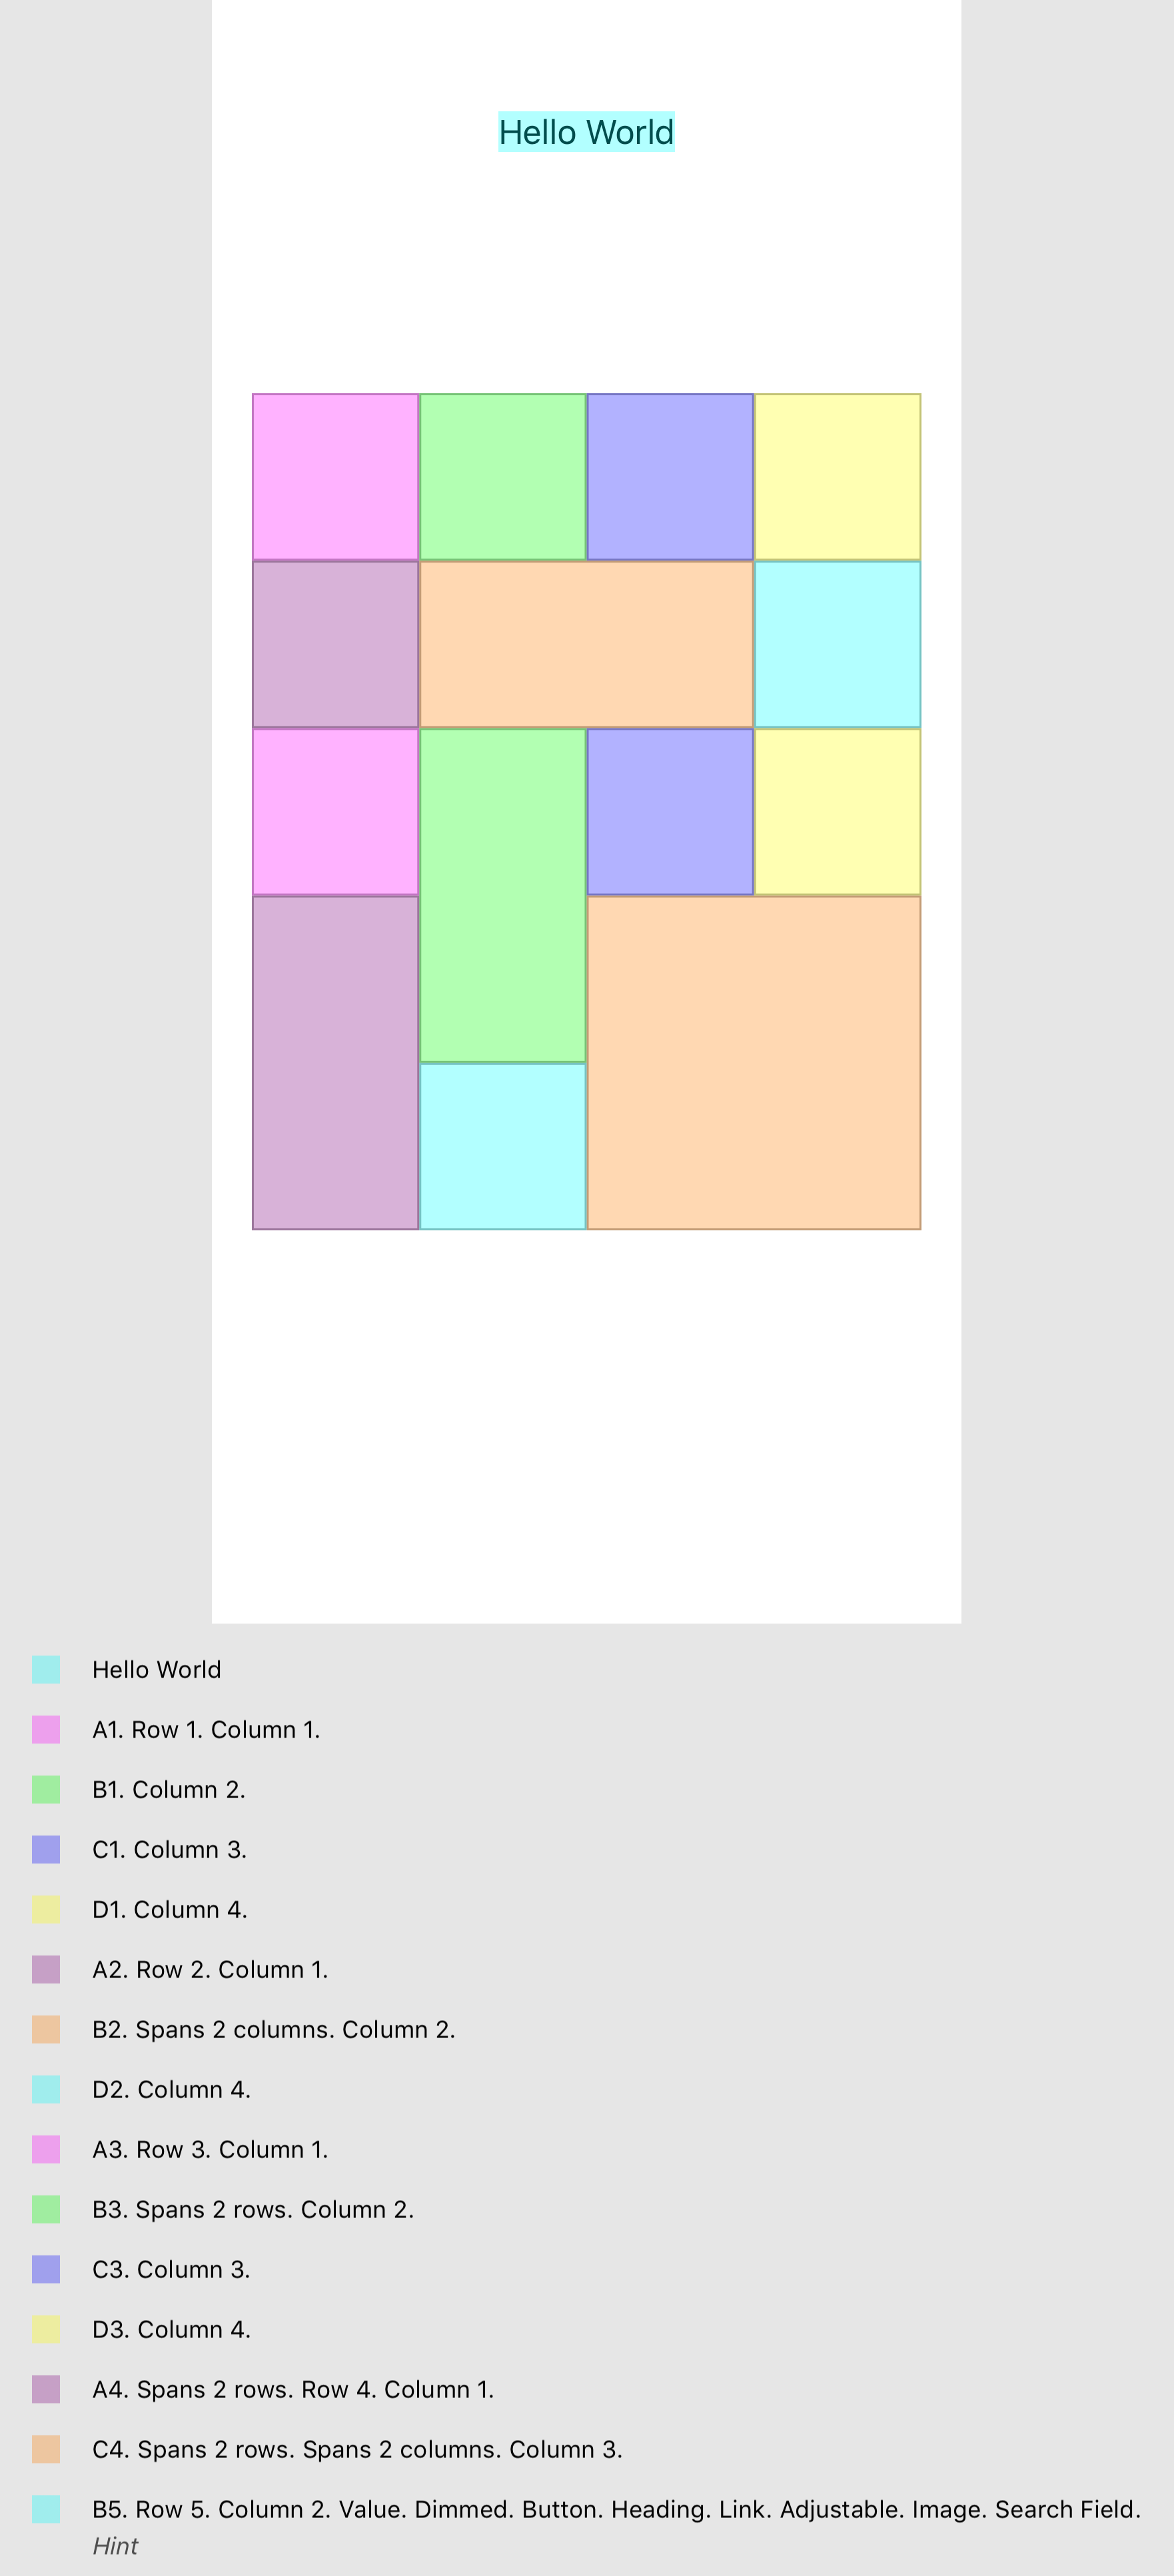 Hello World
Hello World
A1. Row 1. Column 1.
B1. Column 2.
C1. Column 3.
D1. Column 4.
A2. Row 2. Column 1.
B2. Spans 2 columns. Column 2.
D2. Column 4.
A3. Row 3. Column 1.
B3. Spans 2 rows. Column 2.
C3. Column 3.
D3. Column 4.
A4. Spans 2 rows. Row 4. Column 1.
C4. Spans 2 rows. Spans 2 columns. Column 3.
B5. Row 5. Column 2. Value. Dimmed. Button. Heading. Link. Adjustable. Image. Search Field.
Hint